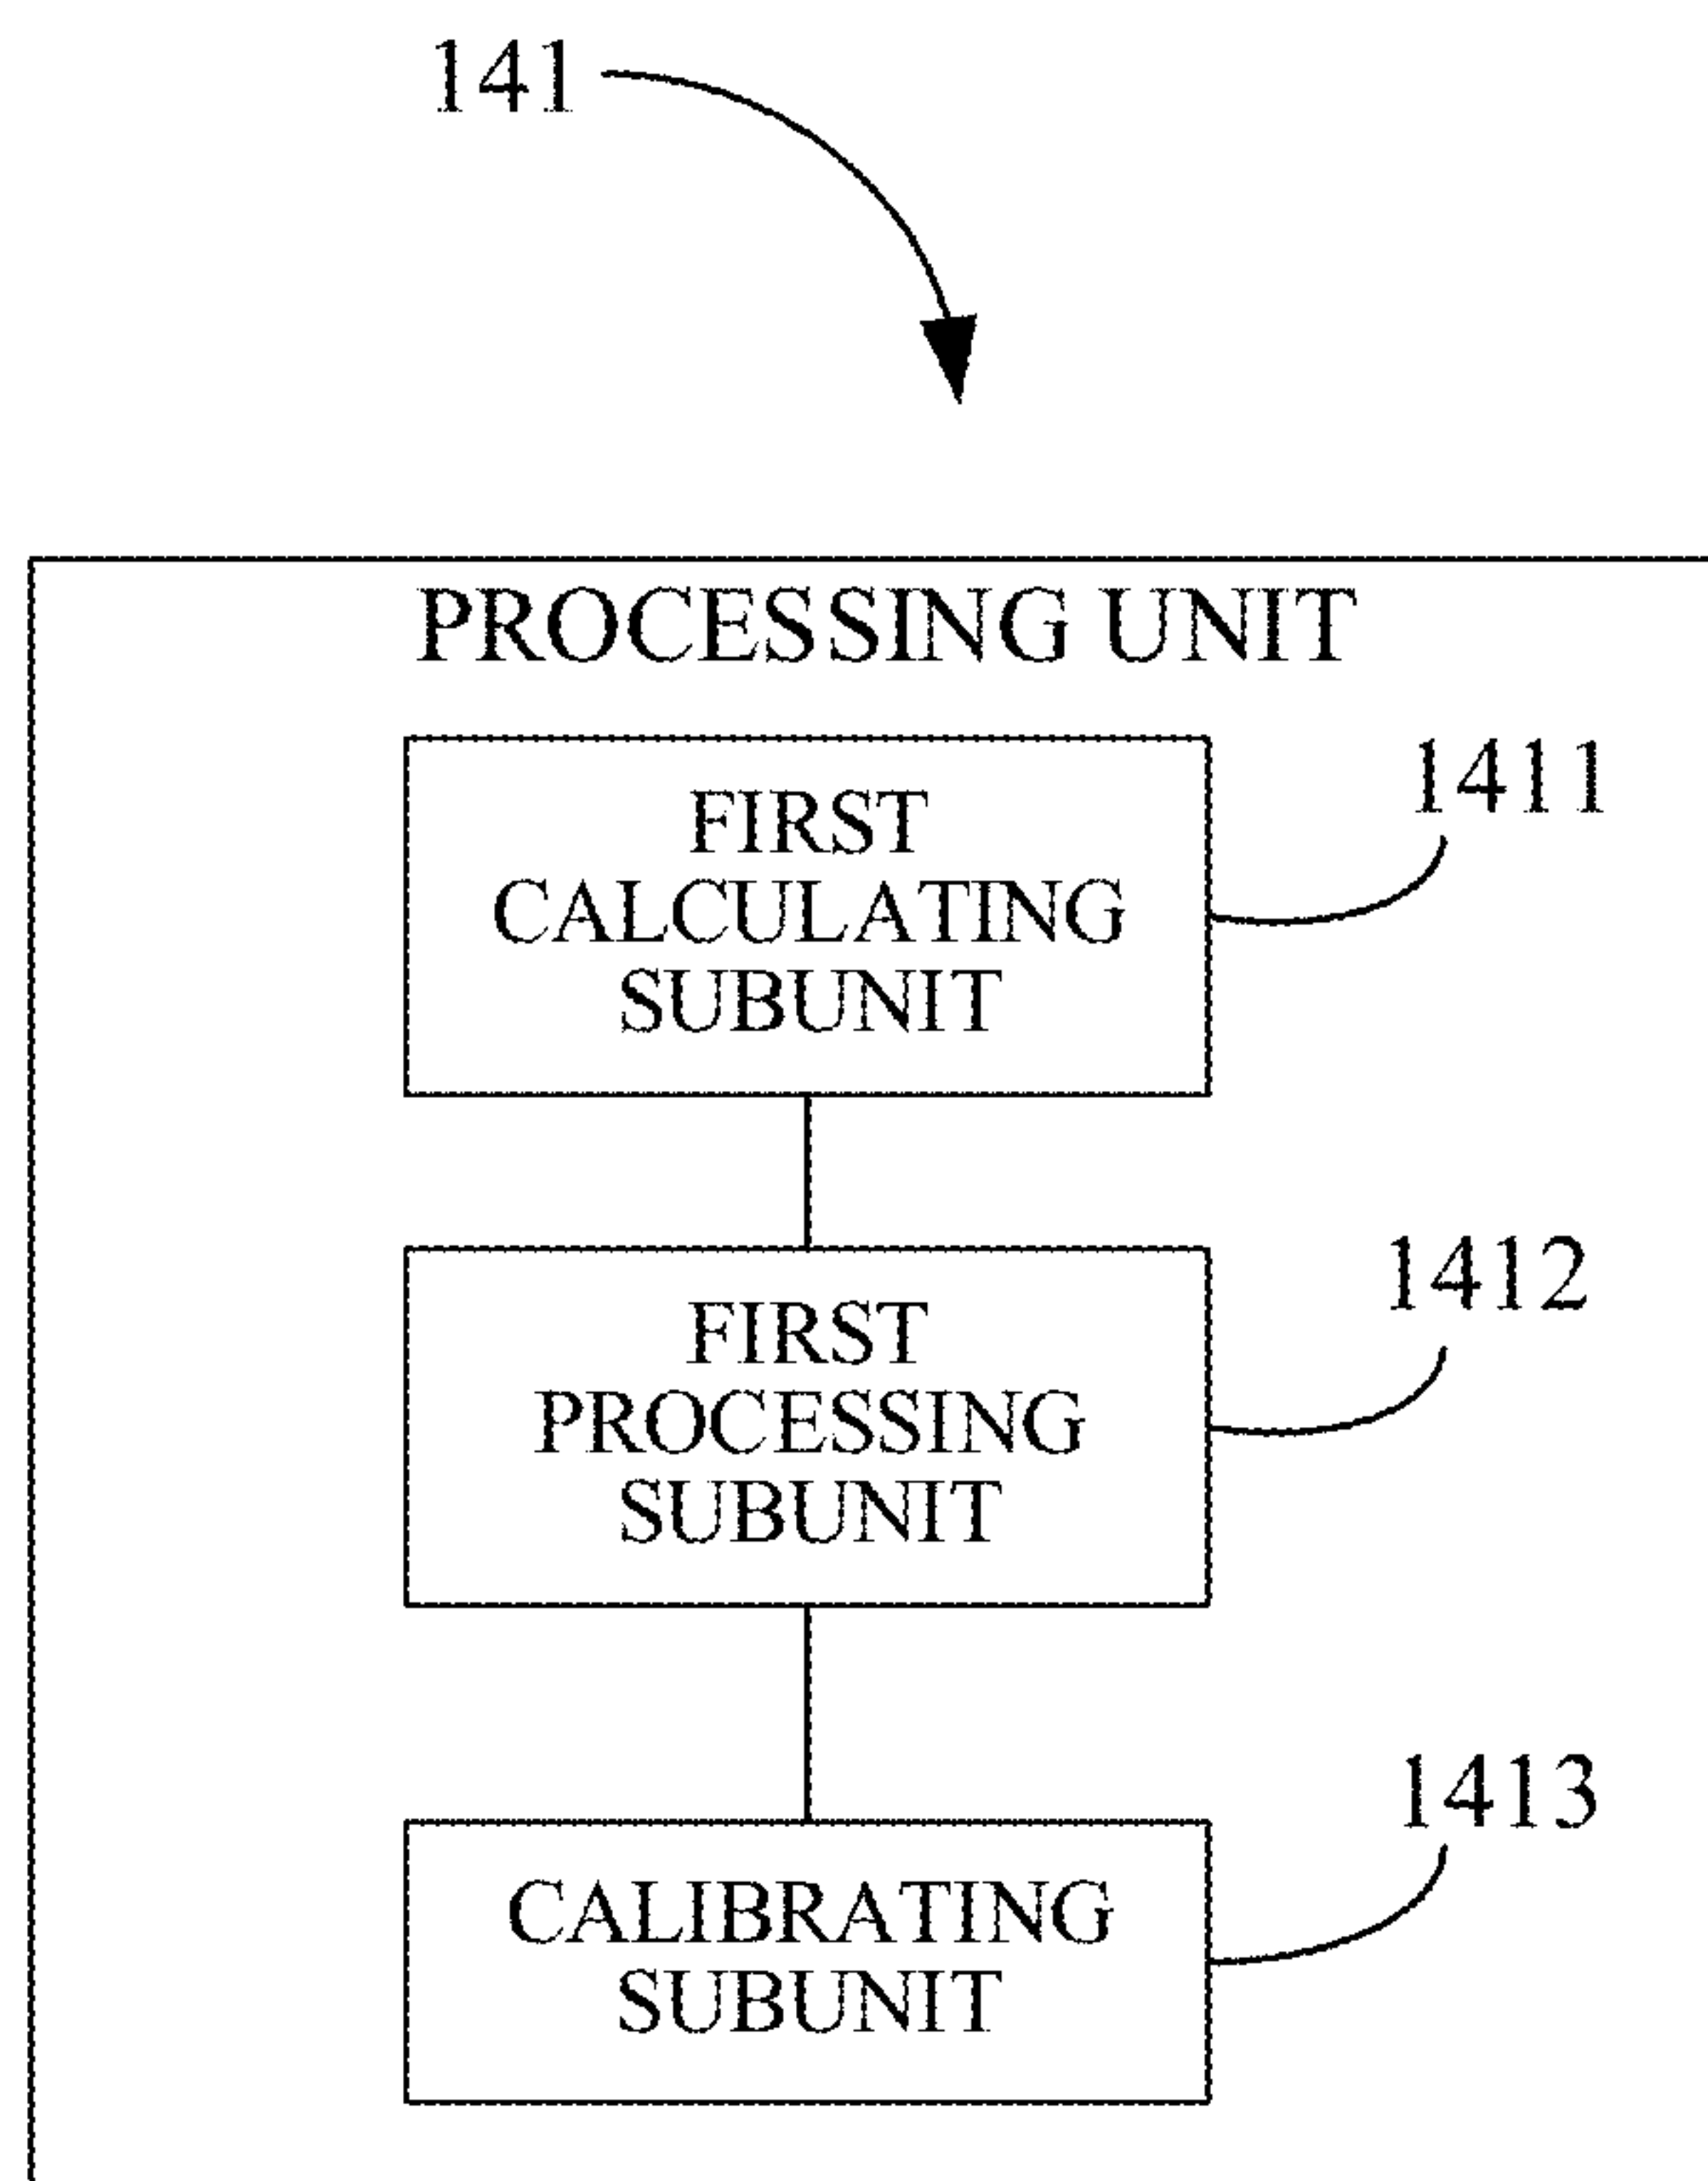 141
PROCESSING UNIT
FIRST
CALCULATING
SUBUNIT
1411
FIRST
PROCESSING
SUBUNIT
1412
CALIBRATING
SUBUNIT
1413